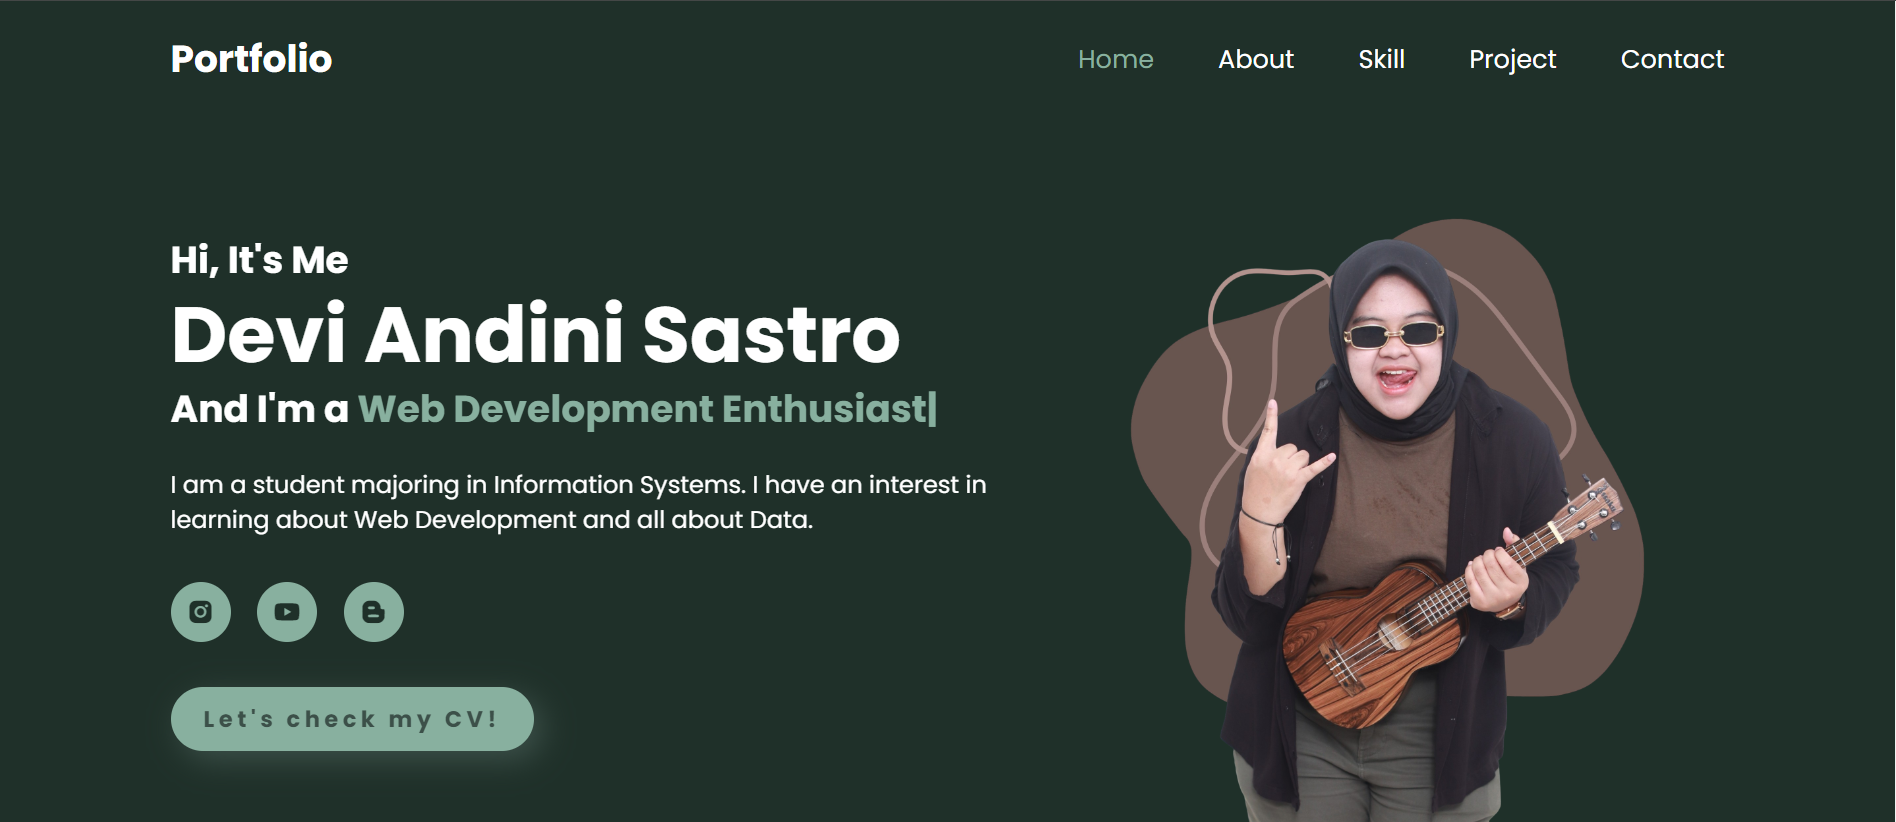 Portfolio
Home About Skill Project Contact
Hi, It's Me
Devi Andini Sastro
And I'm a Web Development Enthusiast|
I am a student majoring in Information Systems. I have an interest in
learning about Web Development and all about Data.
Let's check my CV!